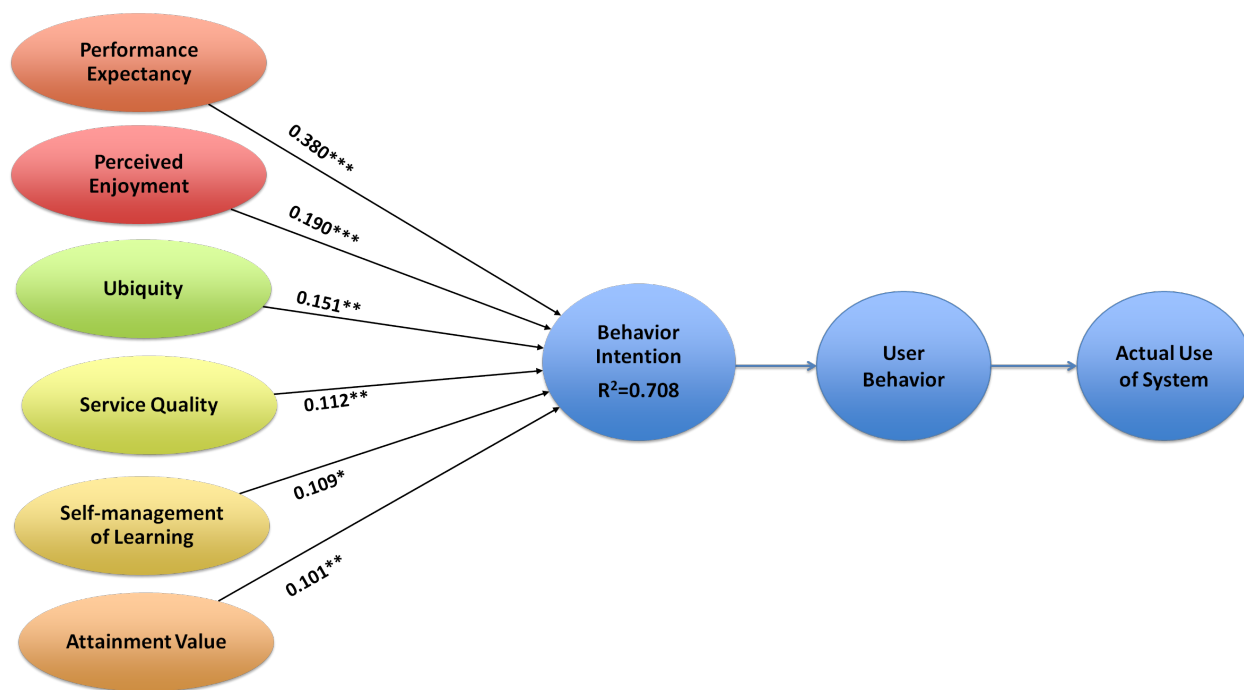 Performance
Expectancy
0.380***
Perceived
Enjoyment
0.190***
Ubiquity
0.151**
Service Quality
0.112**
Self-management
of Learning
0.109*
Attainment Value
0.101**
Behavior
Intention
R²=0.708
User
Behavior
Actual Use
of System